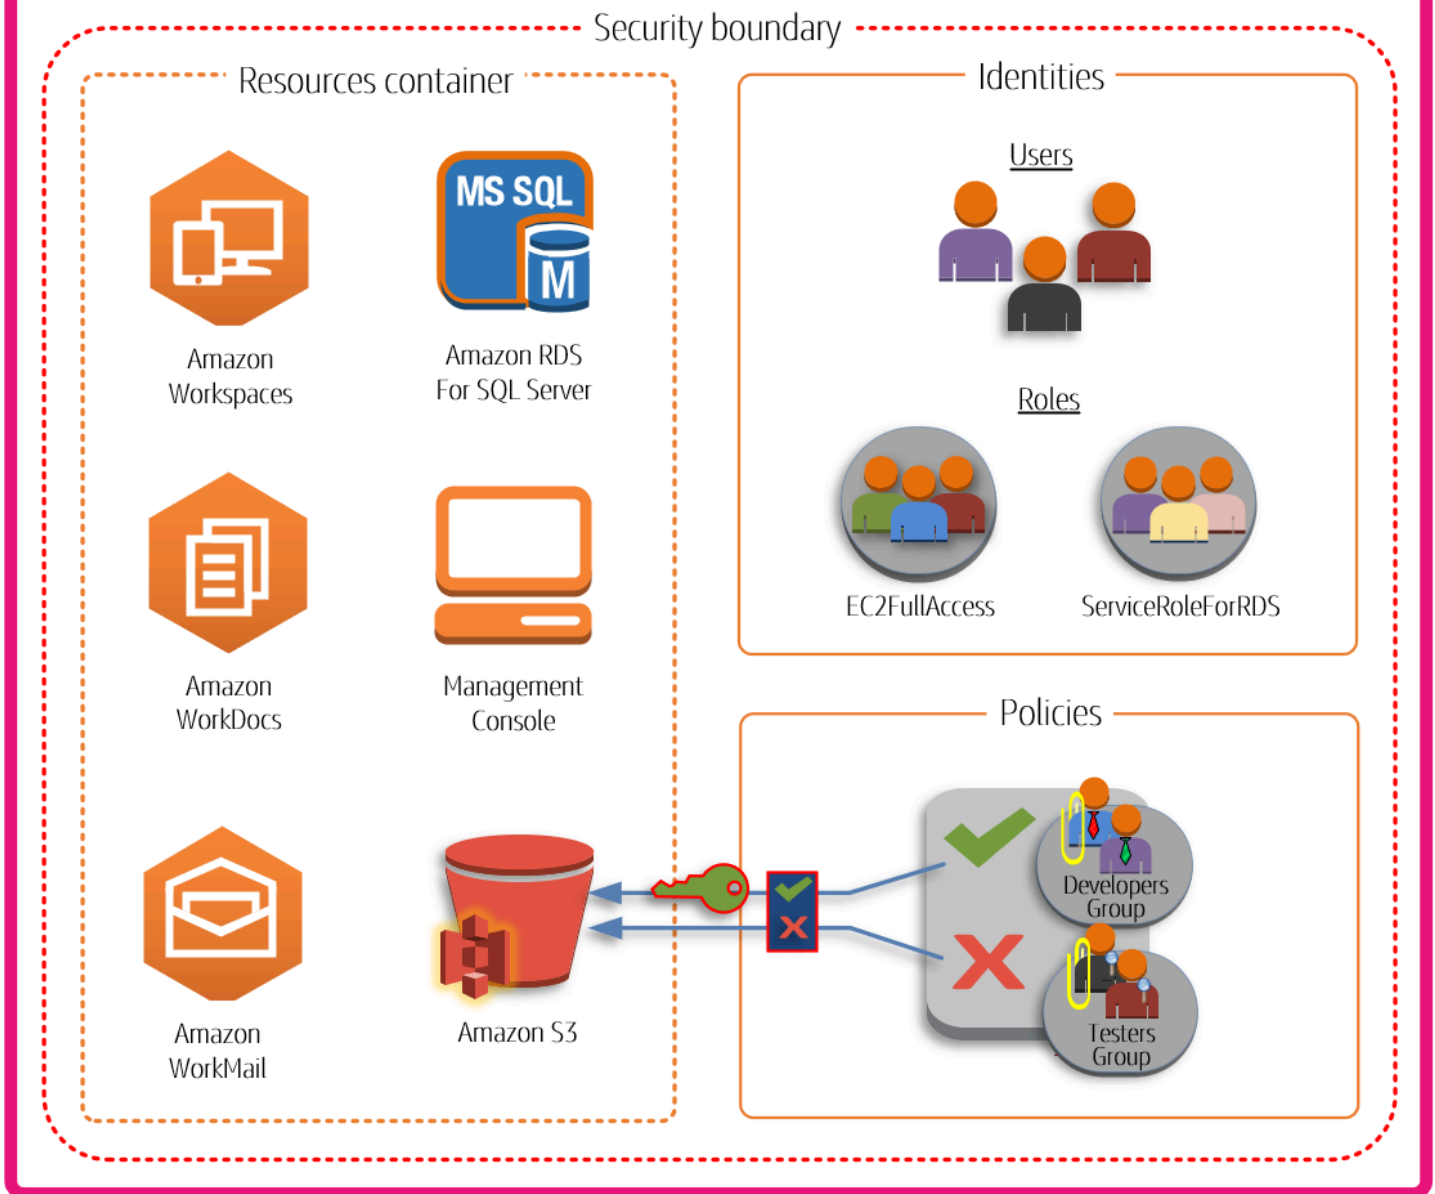 Security boundary
Resources container
Amazon
Workspaces
MS SQL
M
Amazon RDS
For SQL Server
Amazon
WorkDocs
Management
Console
Amazon
WorkMail
Amazon S3
Identities
Users
Roles
EC2FullAccess
ServiceRoleForRDS
Policies
Developers
Group
Testers
Group